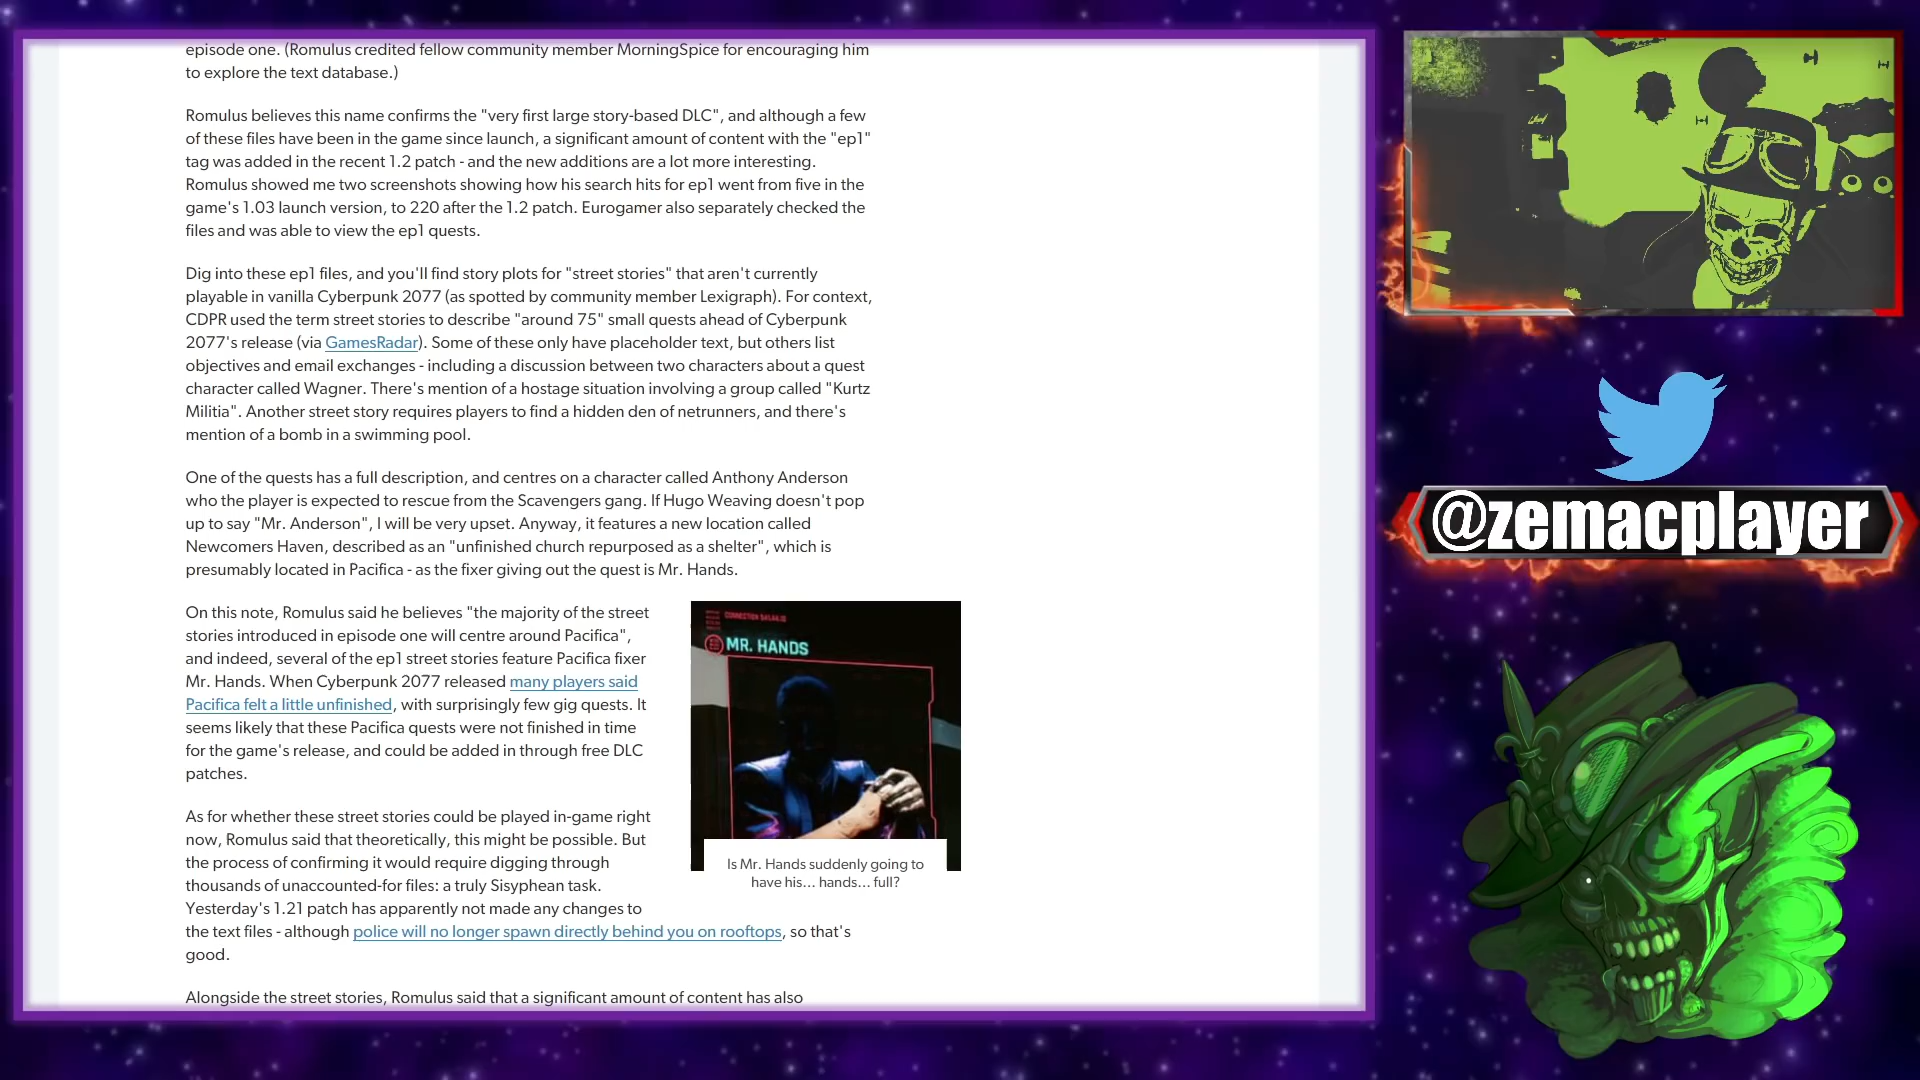 episode one. (Romulus credited fellow community member MorningSpice for encouraging him
to explore the text database.)
Romulus believes this name confirms the "very first large story-based DLC", and although a few
of these files have been in the game since launch, a significant amount of content with the "ep1"
tag was added in the recent 1.2 patch - and the new additions are a lot more interesting.
Romulus showed me two screenshots showing how his search hits for ep1 went from five in the
game's 1.03 launch version, to 220 after the 1.2 patch. Eurogamer also separately checked the
files and was able to view the ep1 quests.
Dig into these ep1 files, and you'll find story plots for "street stories" that aren't currently
playable in vanilla Cyberpunk 2077 (as spotted by community member Lexigraph). For context,
CDPR used the term street stories to describe "around 75" small quests ahead of Cyberpunk
2077's release (via GamesRadar). Some of these only have placeholder text, but others list
objectives and email exchanges - including a discussion between two characters about a quest
character called Wagner. There's mention of a hostage situation involving a group called "Kurtz
Militia". Another street story requires players to find a hidden den of netrunners, and there's
mention of a bomb in a swimming pool.
One of the quests has a full description, and centres on a character called Anthony Anderson
who the player is expected to rescue from the Scavengers gang. If Hugo Weaving doesn't pop
up to say "Mr. Anderson", I will be very upset. Anyway, it features a new location called
Newcomers Haven, described as an "unfinished church repurposed as a shelter", which is
presumably located in Pacifica - as the fixer giving out the quest is Mr. Hands.
On this note, Romulus said he believes "the majority of the street
stories introduced in episode one will centre around Pacifica",
and indeed, several of the ep1 street stories feature Pacifica fixer
Mr. Hands. When Cyberpunk 2077 released many players said
Pacifica felt a little unfinished, with surprisingly few gig quests. It
seems likely that these Pacifica quests were not finished in time
for the game's release, and could be added in through free DLC
patches.
As for whether these street stories could be played in-game right
now, Romulus said that theoretically, this might be possible. But
the process of confirming it would require digging through
thousands of unaccounted-for files: a truly Sisyphean task.
Yesterday's 1.21 patch has apparently not made any changes to
the text files - although police will no longer spawn directly behind you on rooftops, so that's
good.
Alongside the street stories, Romulus said that a significant amount of content has also
MR. HANDS
Is Mr. Hands suddenly going to
have his... hands... full?
@zemacplayer